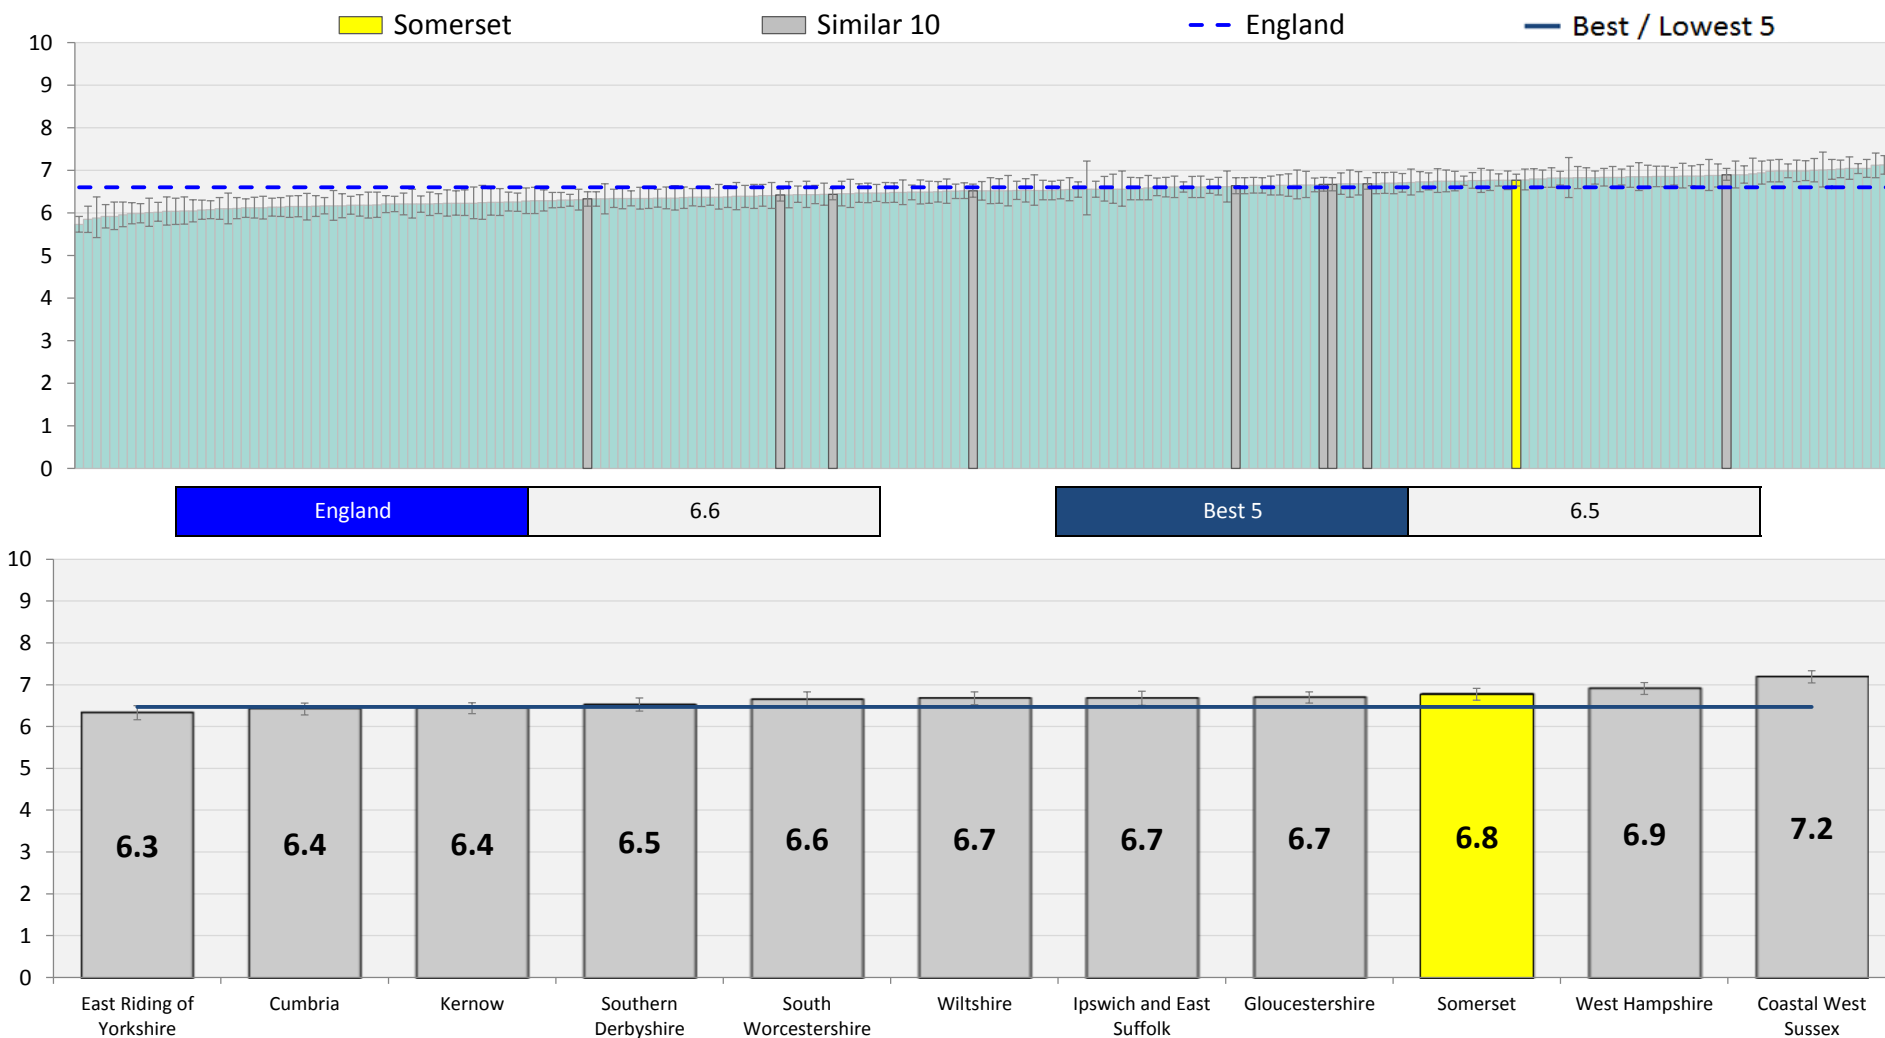 Somerset
Similar 10
England
Best / Lowest 5
10
9
8
7
6
5
4
3
2
1
0
England
6.6
Best 5
6.5
10
9
8
7
6
5
4
3
2
1
0
6.3
6.4
6.4
6.5
6.6
6.7
6.7
6.7
6.8
6.9
7.2
East Riding of
Yorkshire
Cumbria
Kernow
Southern
Derbyshire
South
Worcestershire
Wiltshire
Ipswich and East
Suffolk
Gloucestershire
Somerset
West Hampshire
Coastal West
Sussex